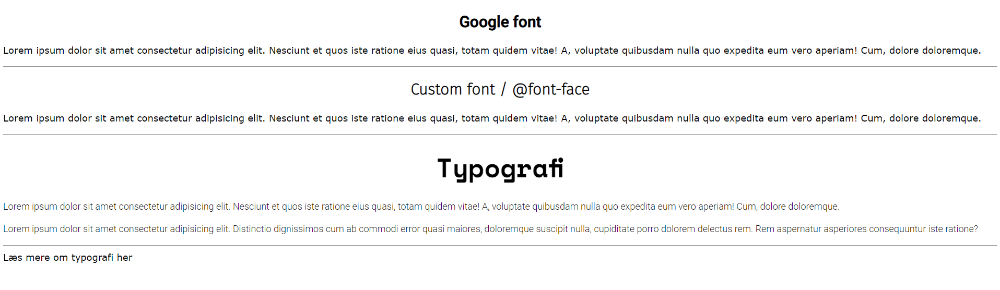 Google font
Lorem ipsum dolor sit amet consectetur adipisicing elit. Nesciunt et quos iste ratione eius quasi, totam quidem vitae! A, voluptate quibusdam nulla quo expedita eum vero aperiam! Cum, dolore doloremque.
Custom font / @font-face
Lorem ipsum dolor sit amet consectetur adipisicing elit. Nesciunt et quos iste ratione eius quasi, totam quidem vitae! A, voluptate quibusdam nulla quo expedita eum vero aperiam! Cum, dolore doloremque.
Typografi
Lorem ipsum dolor sit amet consectetur adipisicing elit. Nesciunt et quos iste ratione eius quasi, totam quidem vitae! A, voluptate quibusdam nulla quo expedita eum vero aperiam! Cum, dolore doloremque.
Lorem ipsum dolor sit amet consectetur adipisicing elit. Distinctio dignissimos cum ab commodi error quasi maiores, doloremque suscipit nulla, cupiditate porro dolorem delectus rem. Rem aspernatur asperiores consequuntur iste ratione?
Læs mere om typografi her